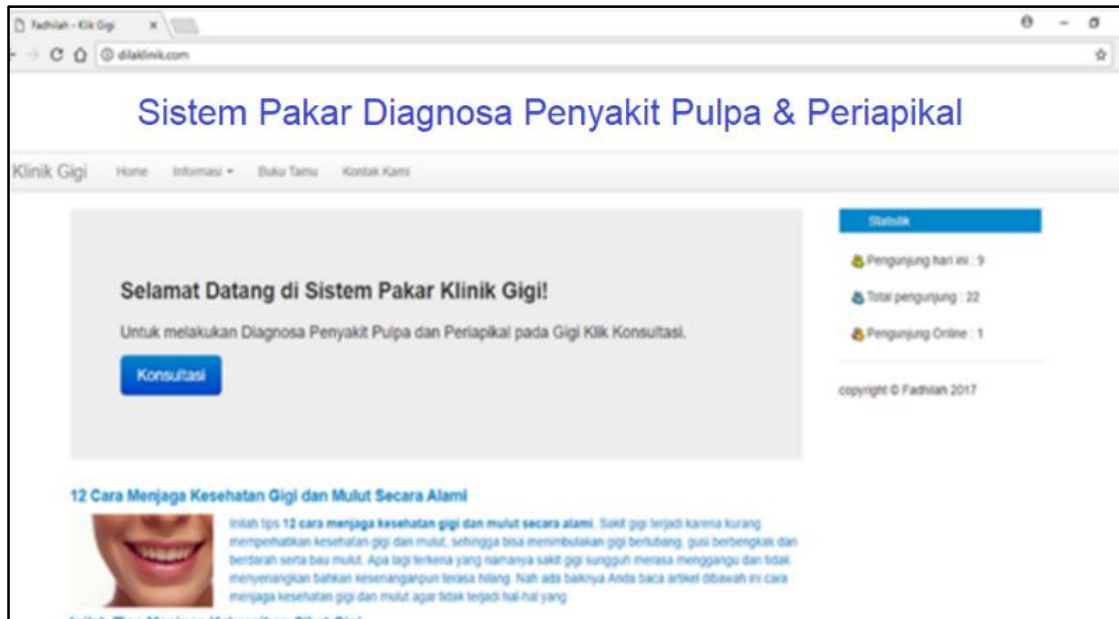 Fadhilah - Klik Gigi
dilaklinik.com
Sistem Pakar Diagnosa Penyakit Pulpa & Periapikal
Klinik Gigi Home Informasi Buku Tamu Kontak Kami
Statistik
Pengunjung hari ini : 9
Total pengunjung : 22
Pengunjung Online : 1
copyright © Fadhilah 2017
Selamat Datang di Sistem Pakar Klinik Gigi!
Untuk melakukan Diagnosa Penyakit Pulpa dan Periapikal pada Gigi Klik Konsultasi.
Konsultasi
12 Cara Menjaga Kesehatan Gigi dan Mulut Secara Alami
Inilah tips 12 cara menjaga kesehatan gigi dan mulut secara alami. Sakit gigi terjadi karena kurang
memperhatikan kesehatan gigi dan mulut, sehingga bisa menimbulakan gigi berlubang, gusi berbengkak dan
berdarah serta bau mulut. Apa lagi terkena yang namanya sakit gigi sungguh merasa menggangu dan tidak
menyenangkan bahkan kesenanganpun terasa hilang. Nah ada baiknya Anda baca artikel dibawah ini cara
menjaga kesehatan gigi dan mulut agar tidak terjadi hal-hal yang